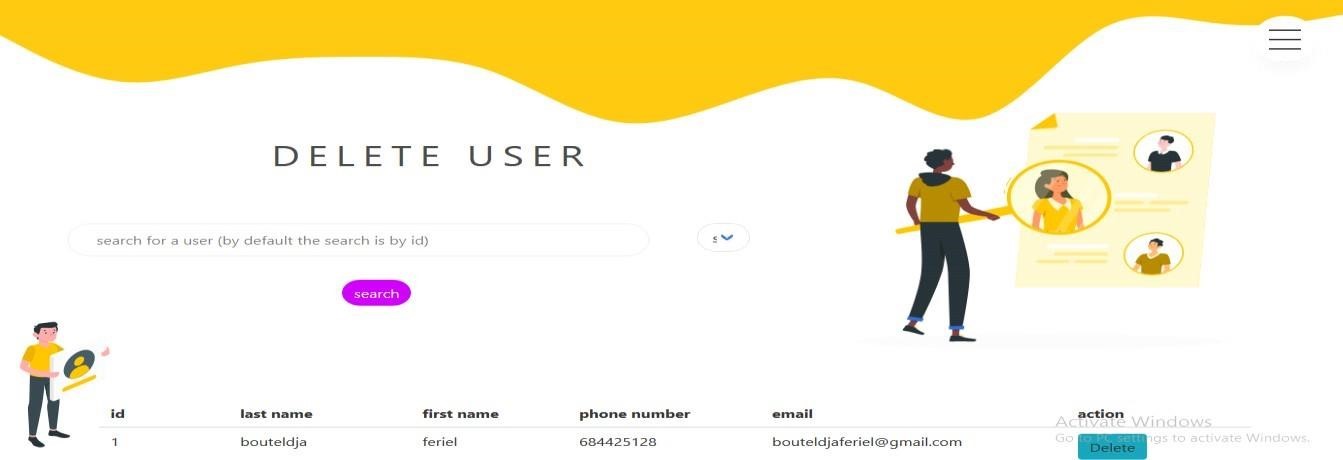 DELETE USER
search for a user (by default the search is by id)
search
id last name first name phone number email action
1 bouteldja feriel 684425128 bouteldjaferiel@gmail.com Delete
Activate Windows
Go to PC settings to activate Windows.